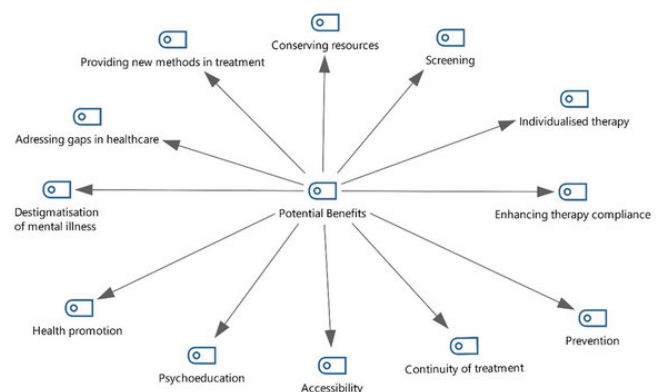 Conserving resources
Providing new methods in treatment
Screening
Individualised therapy
Adressing gaps in healthcare
Destigmatisation
of mental illness
Potential Benefits
Enhancing therapy compliance
Health promotion
Prevention
Psychoeducation
Continuity of treatment
Accessibility